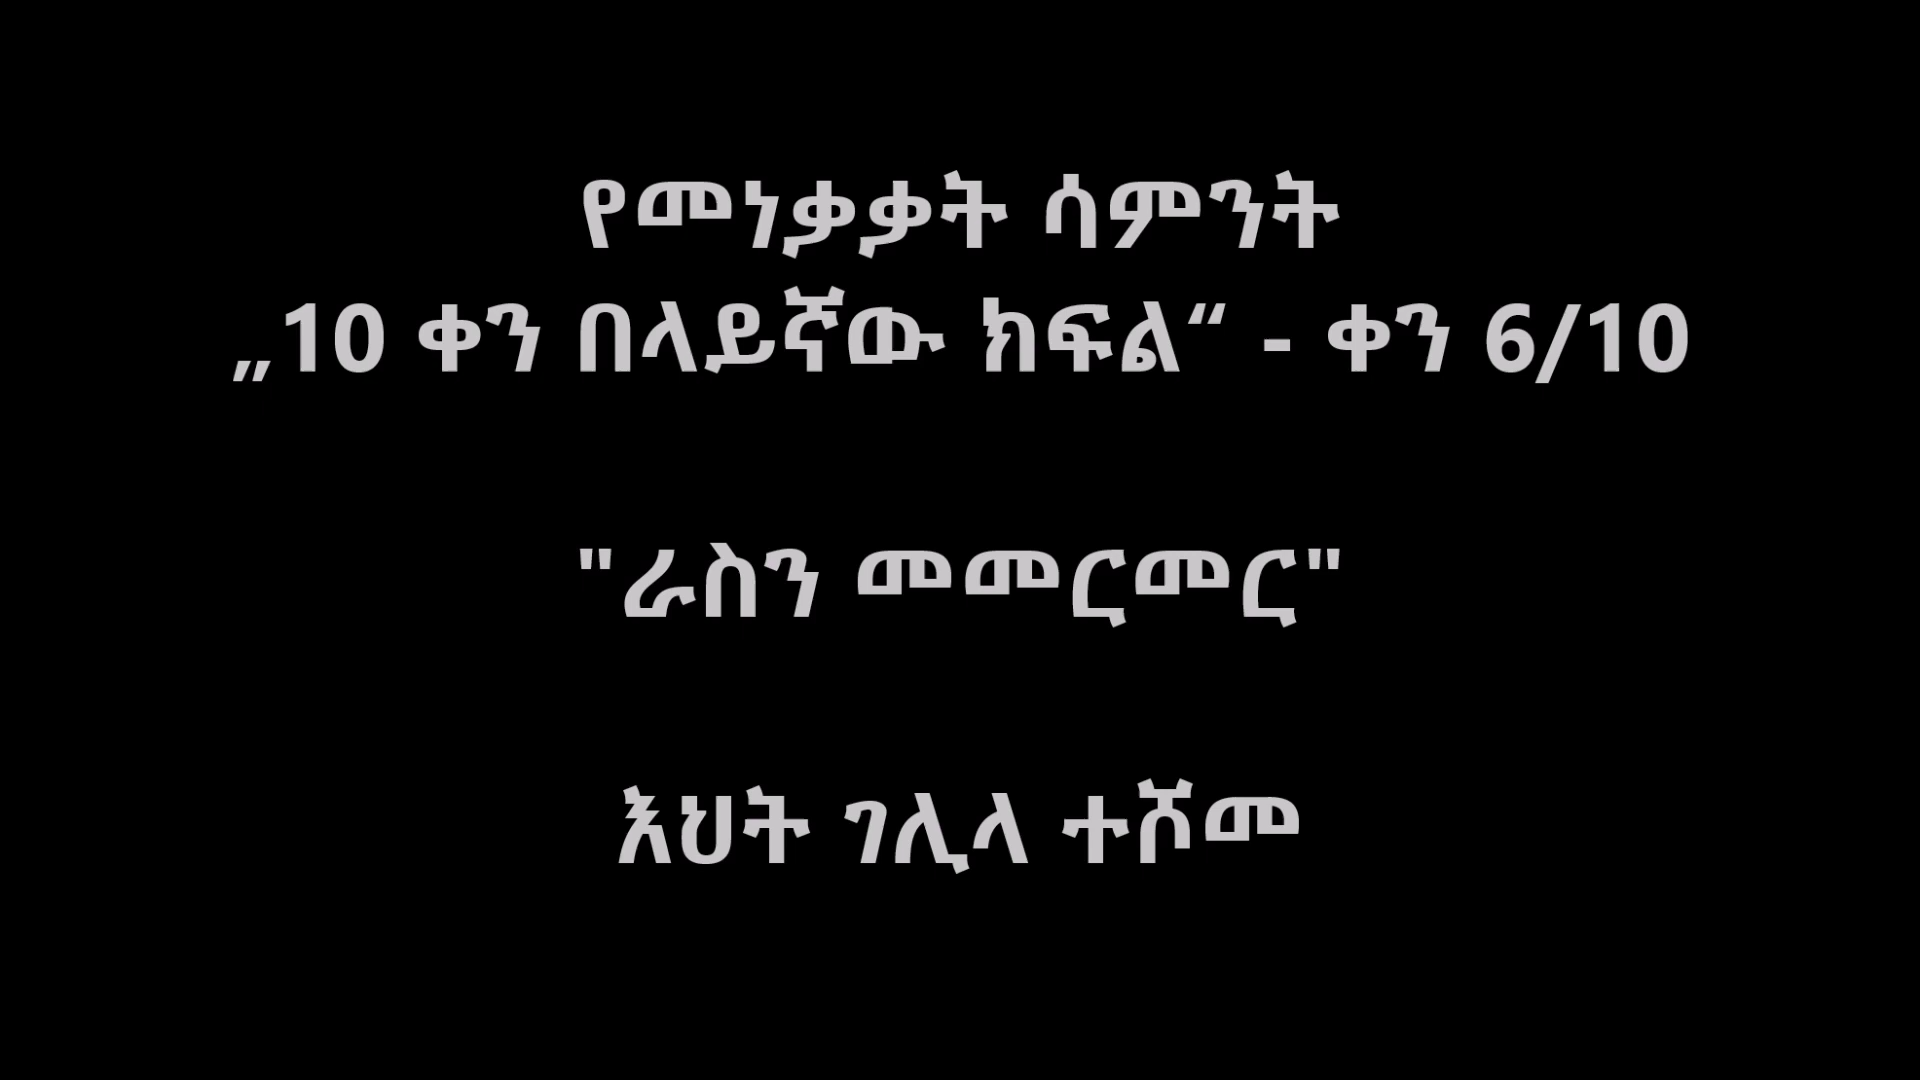 የመነቃቃት ሳምንት
„10 ቀን በላይኛው ክፍል“ - ቀን 6/10
"ራስን መመርመር"
እህት ገሊላ ተሾመ